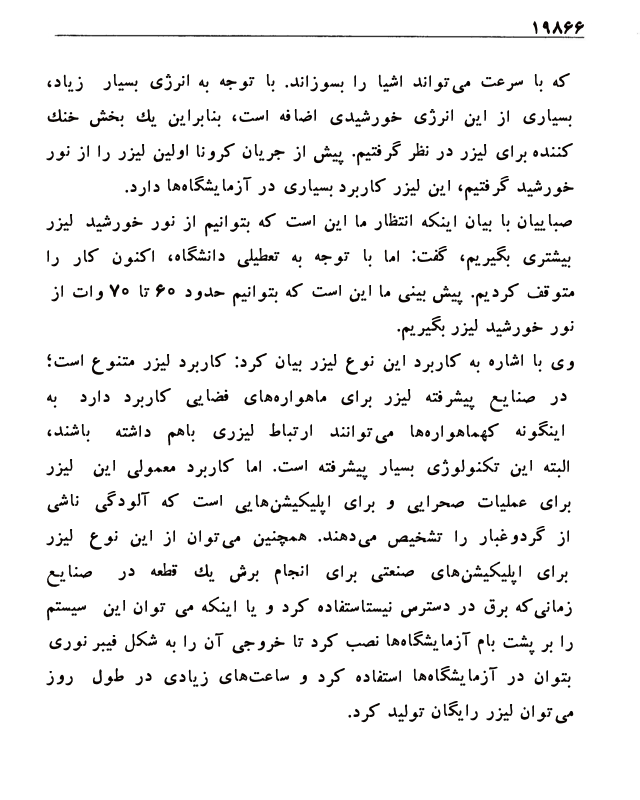 ۱۹۸۶۶
که با سرعت می‌تواند اشیا را بسوزاند. با توجه به انرژی بسیار زیاد،
بسیاری از این انرژی خورشیدی اضافه است، بنابراین یك بخش خنك
کننده برای لیزر در نظر گرفتیم. پیش از جریان کرونا اولین لیزر را از نور
خورشید گرفتیم، این لیزر کاربرد بسیاری در آزمایشگاه‌ها دارد.
صباییان با بیان اینکه انتظار ما این است که بتوانیم از نور خورشید لیزر
بیشتری بگیریم، گفت: اما با توجه به تعطیلی دانشگاه، اکنون کار را
متوقف کردیم. پیش بینی ما این است که بتوانیم حدود ۶۰ تا ۷۰ وات از
نور خورشید لیزر بگیریم.
وی با اشاره به کاربرد این نوع لیزر بیان کرد: کاربرد لیزر متنوع است؛
در صنایع پیشرفته لیزر برای ماهواره‌های فضایی کاربرد دارد به
اینگونه کهماهواره‌ها می‌توانند ارتباط لیزری باهم داشته باشند،
البته این تکنولوژی بسیار پیشرفته است. اما کاربرد معمولی این لیزر
برای عملیات صحرایی و برای اپلیکیشن‌هایی است که آلودگی ناشی
از گردوغبار را تشخیص می‌دهند. همچنین می‌توان از این نوع لیزر
برای اپلیکیشن‌های صنعتی برای انجام برش یك قطعه در صنایع
زمانی‌که برق در دسترس نیستاستفاده کرد و یا اینکه می توان این سیستم
را بر پشت بام آزمایشگاه‌ها نصب کرد تا خروجی آن را به شکل فیبر نوری
بتوان در آزمایشگاه‌ها استفاده کرد و ساعت‌های زیادی در طول روز
می‌توان لیزر رایگان تولید کرد.